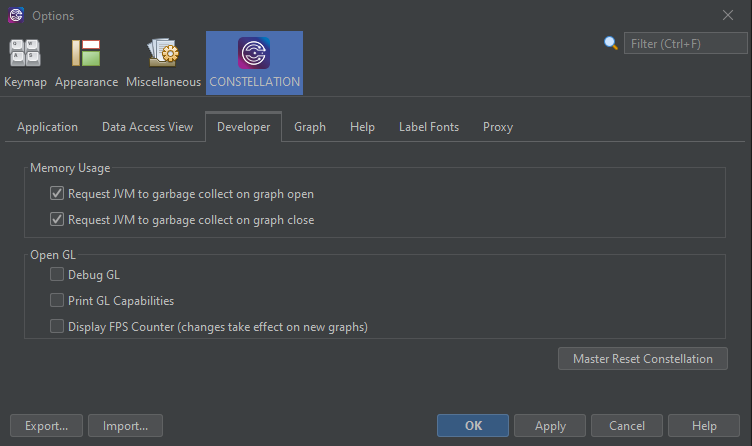 Options
Filter (Ctrl+F)
Keymap Appearance Miscellaneous CONSTELLATION
Application Data Access View Developer Graph Help Label Fonts Proxy
Memory Usage
Request JVM to garbage collect on graph open
Request JVM to garbage collect on graph close
Open GL
Debug GL
Print GL Capabilities
Display FPS Counter (changes take effect on new graphs)
Master Reset Constellation
Export... Import... OK Apply Cancel Help